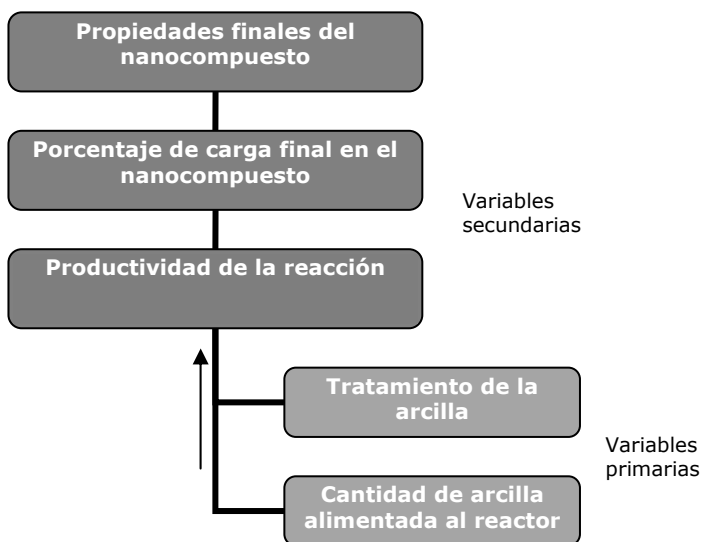 Propiedades finales del
nanocompuesto
Porcentaje de carga final en el
nanocompuesto
Variables
secundarias
Productividad de la reacción
Tratamiento de la
arcilla
Variables
primarias
Cantidad de arcilla
alimentada al reactor